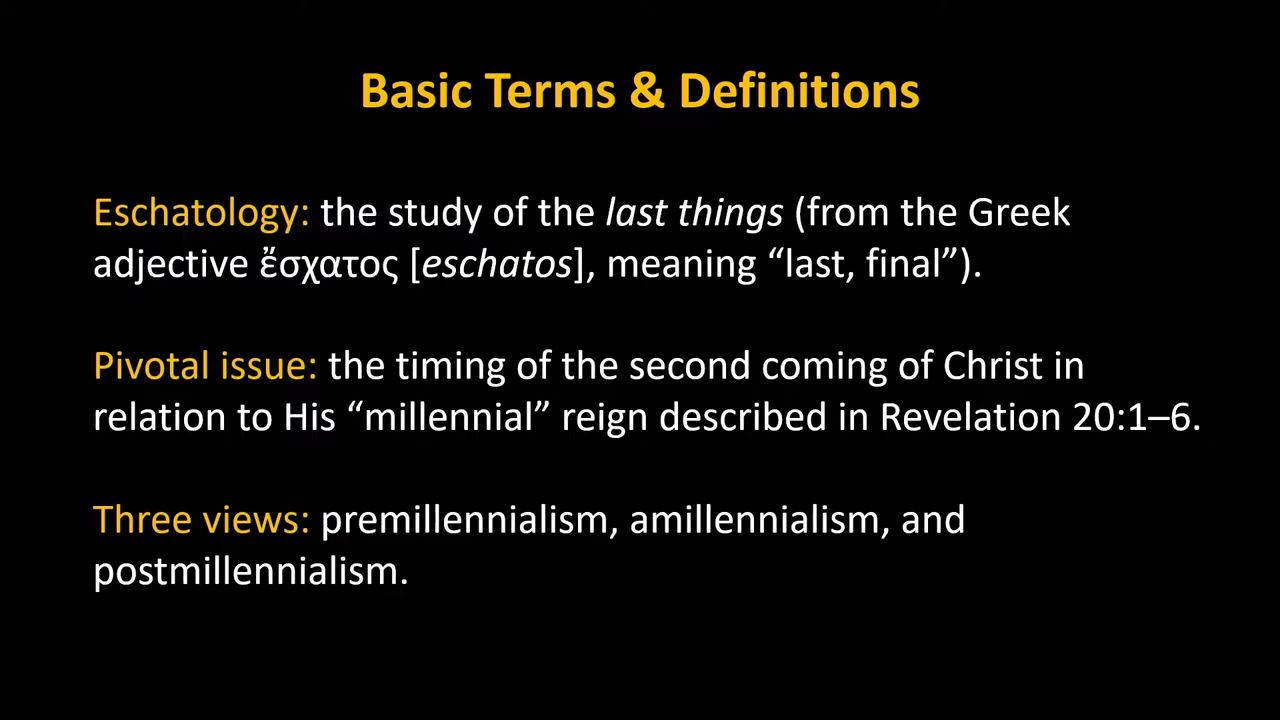 Basic Terms & Definitions
Eschatology: the study of the last things (from the Greek
adjective ἔσχατος [eschatos], meaning “last, final”).
Pivotal issue: the timing of the second coming of Christ in
relation to His “millennial” reign described in Revelation 20:1–6.
Three views: premillennialism, amillennialism, and
postmillennialism.